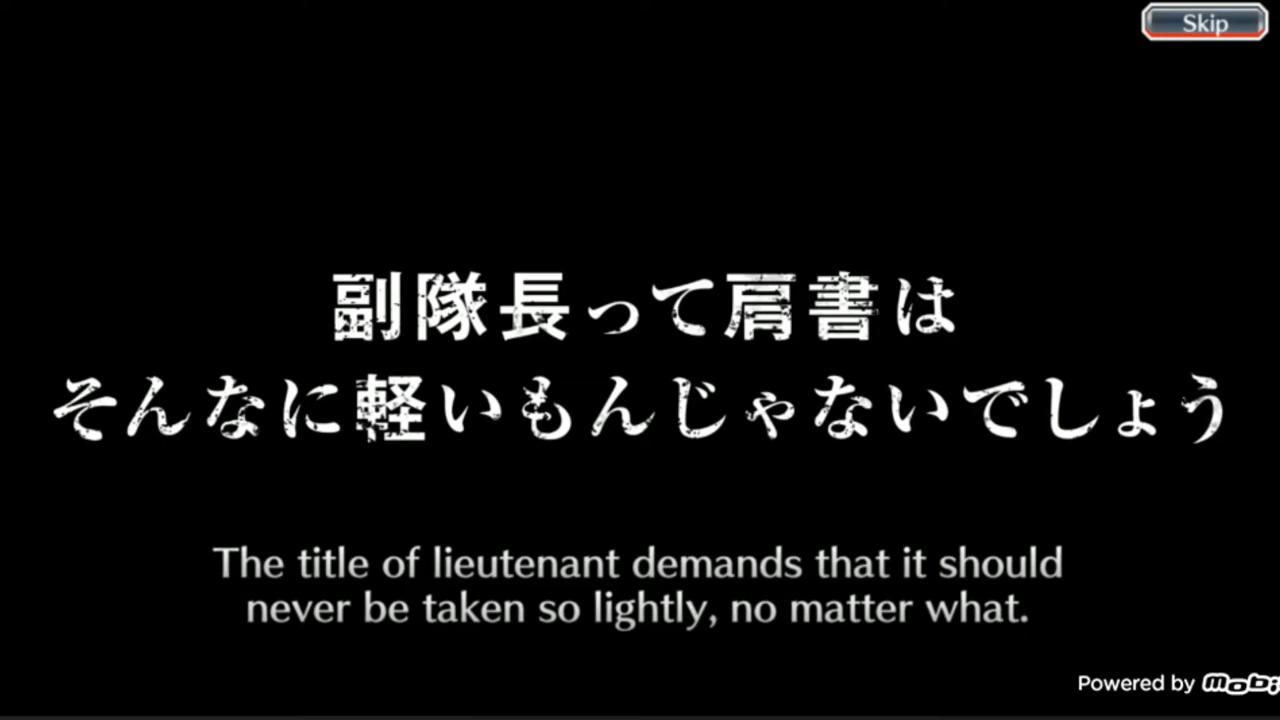 Skip
副隊長って肩書は
そんなに軽いもんじゃないでしょう
The title of lieutenant demands that it should
never be taken so lightly, no matter what.
Powered by